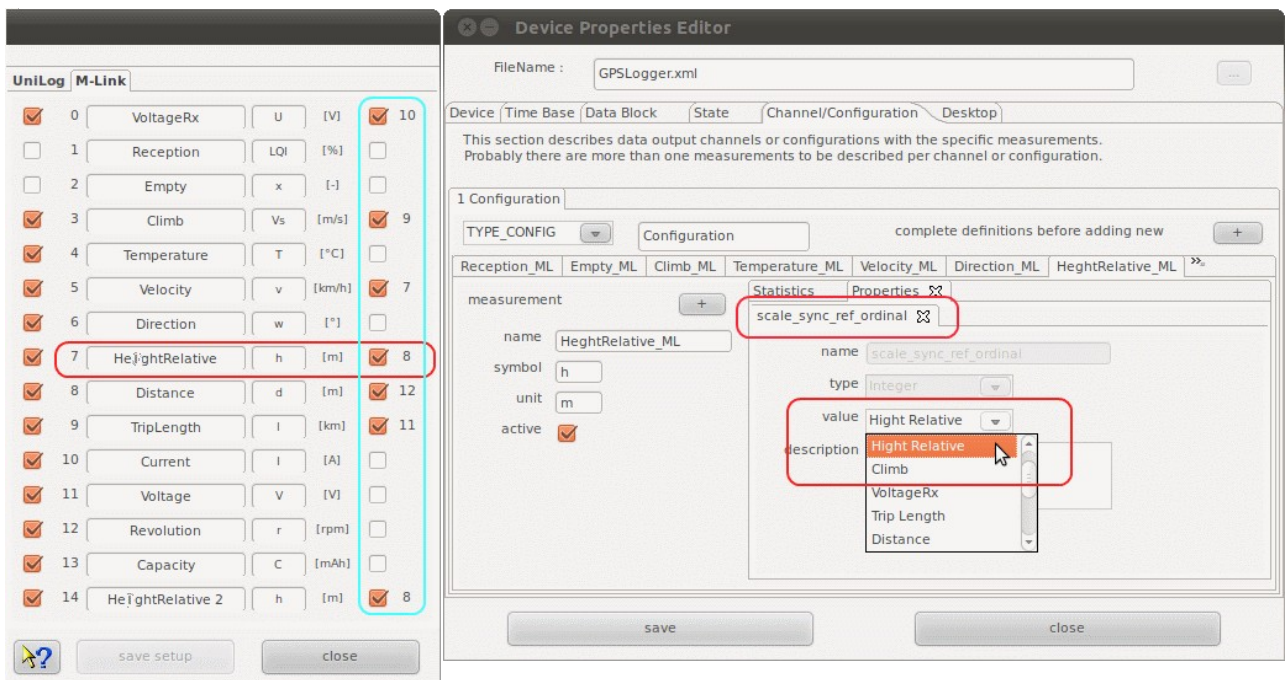 UniLog M-Link
0 VoltageRx U [V] 10
1 Reception LQI [%]
2 Empty x [-]
3 Climb Vs [m/s] 9
4 Temperature T [°C]
5 Velocity v [km/h] 7
6 Direction w [°]
7 HeightRelative h [m] 8
8 Distance d [m] 12
9 TripLength l [km] 11
10 Current I [A]
11 Voltage V [V]
12 Revolution r [rpm]
13 Capacity C [mAh]
14 HeightRelative 2 h [m] 8
? save setup close
Device Properties Editor
FileName : GPSLogger.xml ...
Device Time Base Data Block State Channel/Configuration Desktop
This section describes data output channels or configurations with the specific measurements.
Probably there are more than one measurements to be described per channel or configuration.
1 Configuration
TYPE_CONFIG Configuration complete definitions before adding new +
Reception_ML Empty_ML Climb_ML Temperature_ML Velocity_ML Direction_ML HeghtRelative_ML
measurement +
name HeghtRelative_ML
symbol h
unit m
active
Statistics Properties
scale_sync_ref_ordinal
name scale_sync_ref_ordinal
type Integer
value Hight Relative
description
Hight Relative
Climb
VoltageRx
Trip Length
Distance
save close